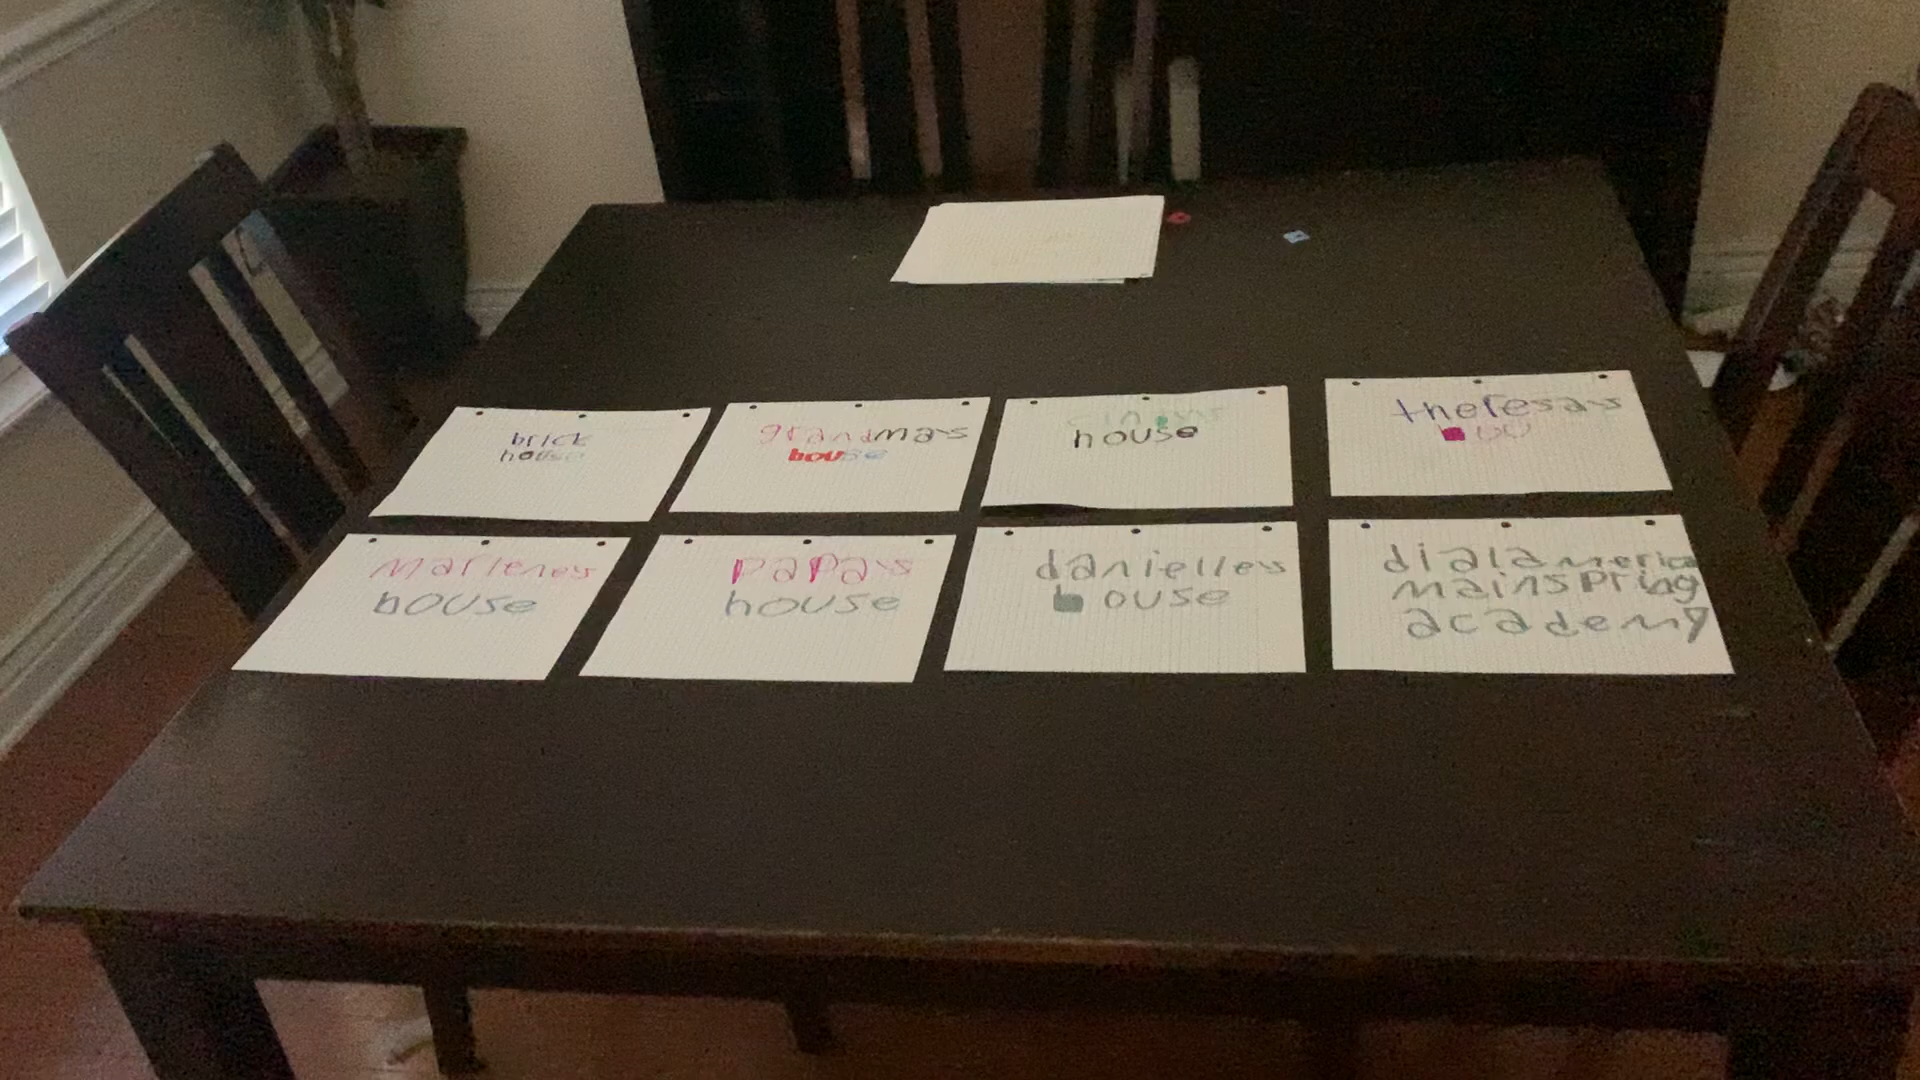 brick
house
grandmas
house
house
theresas
marlenes
house
papas
house
danielles
house
dialamerica
mainspring
academy